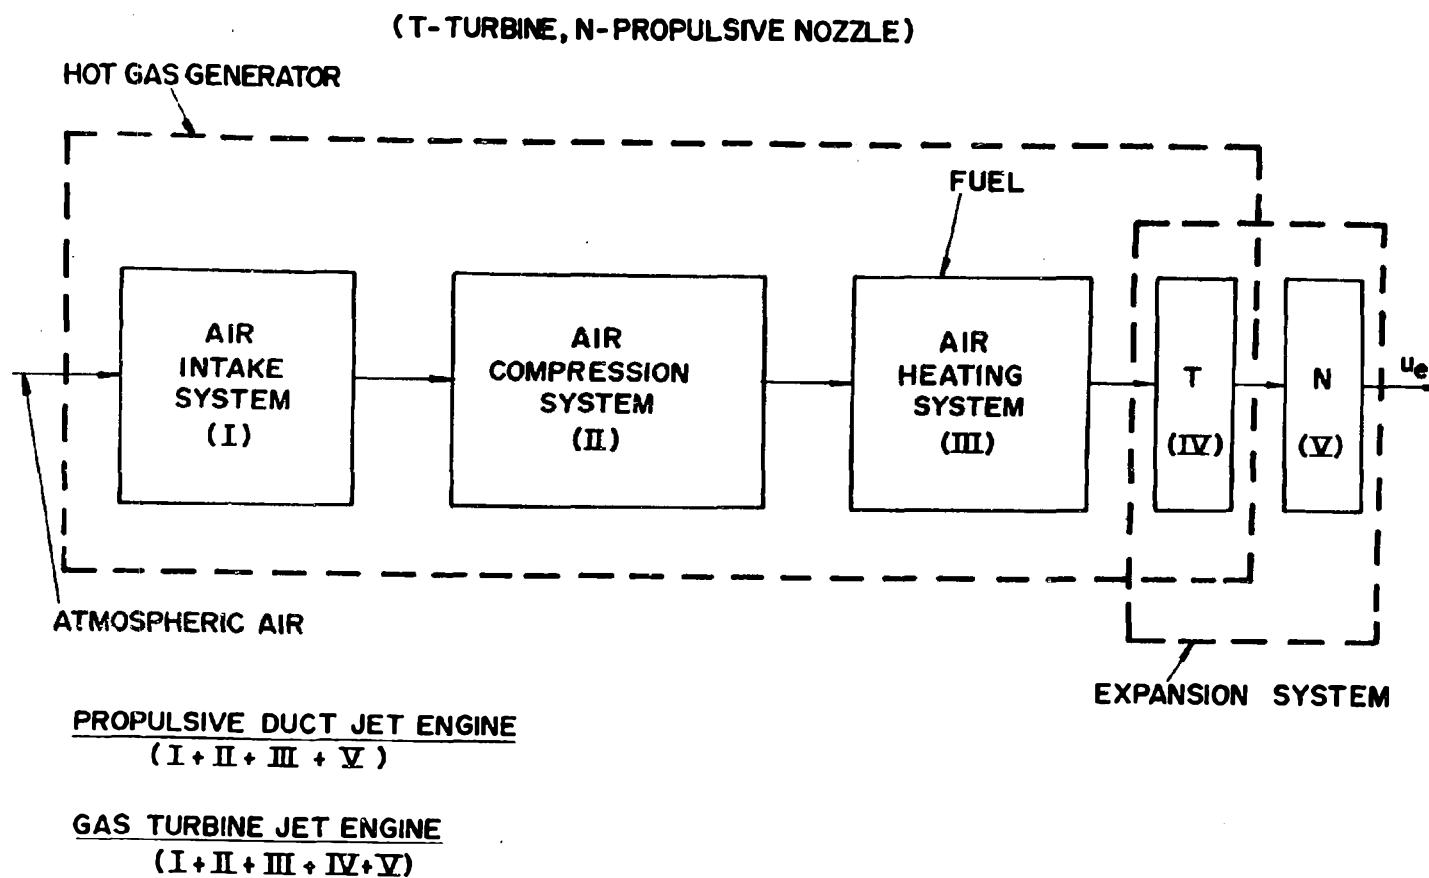 (T-TURBINE, N-PROPULSIVE NOZZLE)
HOT GAS GENERATOR
FUEL
AIR
INTAKE
SYSTEM
(I)
AIR
COMPRESSION
SYSTEM
(II)
AIR
HEATING
SYSTEM
(III)
T
(IV)
N
(V)
ue
ATMOSPHERIC AIR
EXPANSION SYSTEM
PROPULSIVE DUCT JET ENGINE
(I+II+III+V)
GAS TURBINE JET ENGINE
(I+II+III+IV+V)